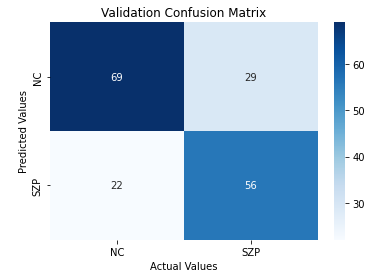 Validation Confusion Matrix
Predicted Values
NC
69
29
SZP
22
56
NC
SZP
Actual Values
60
50
40
30